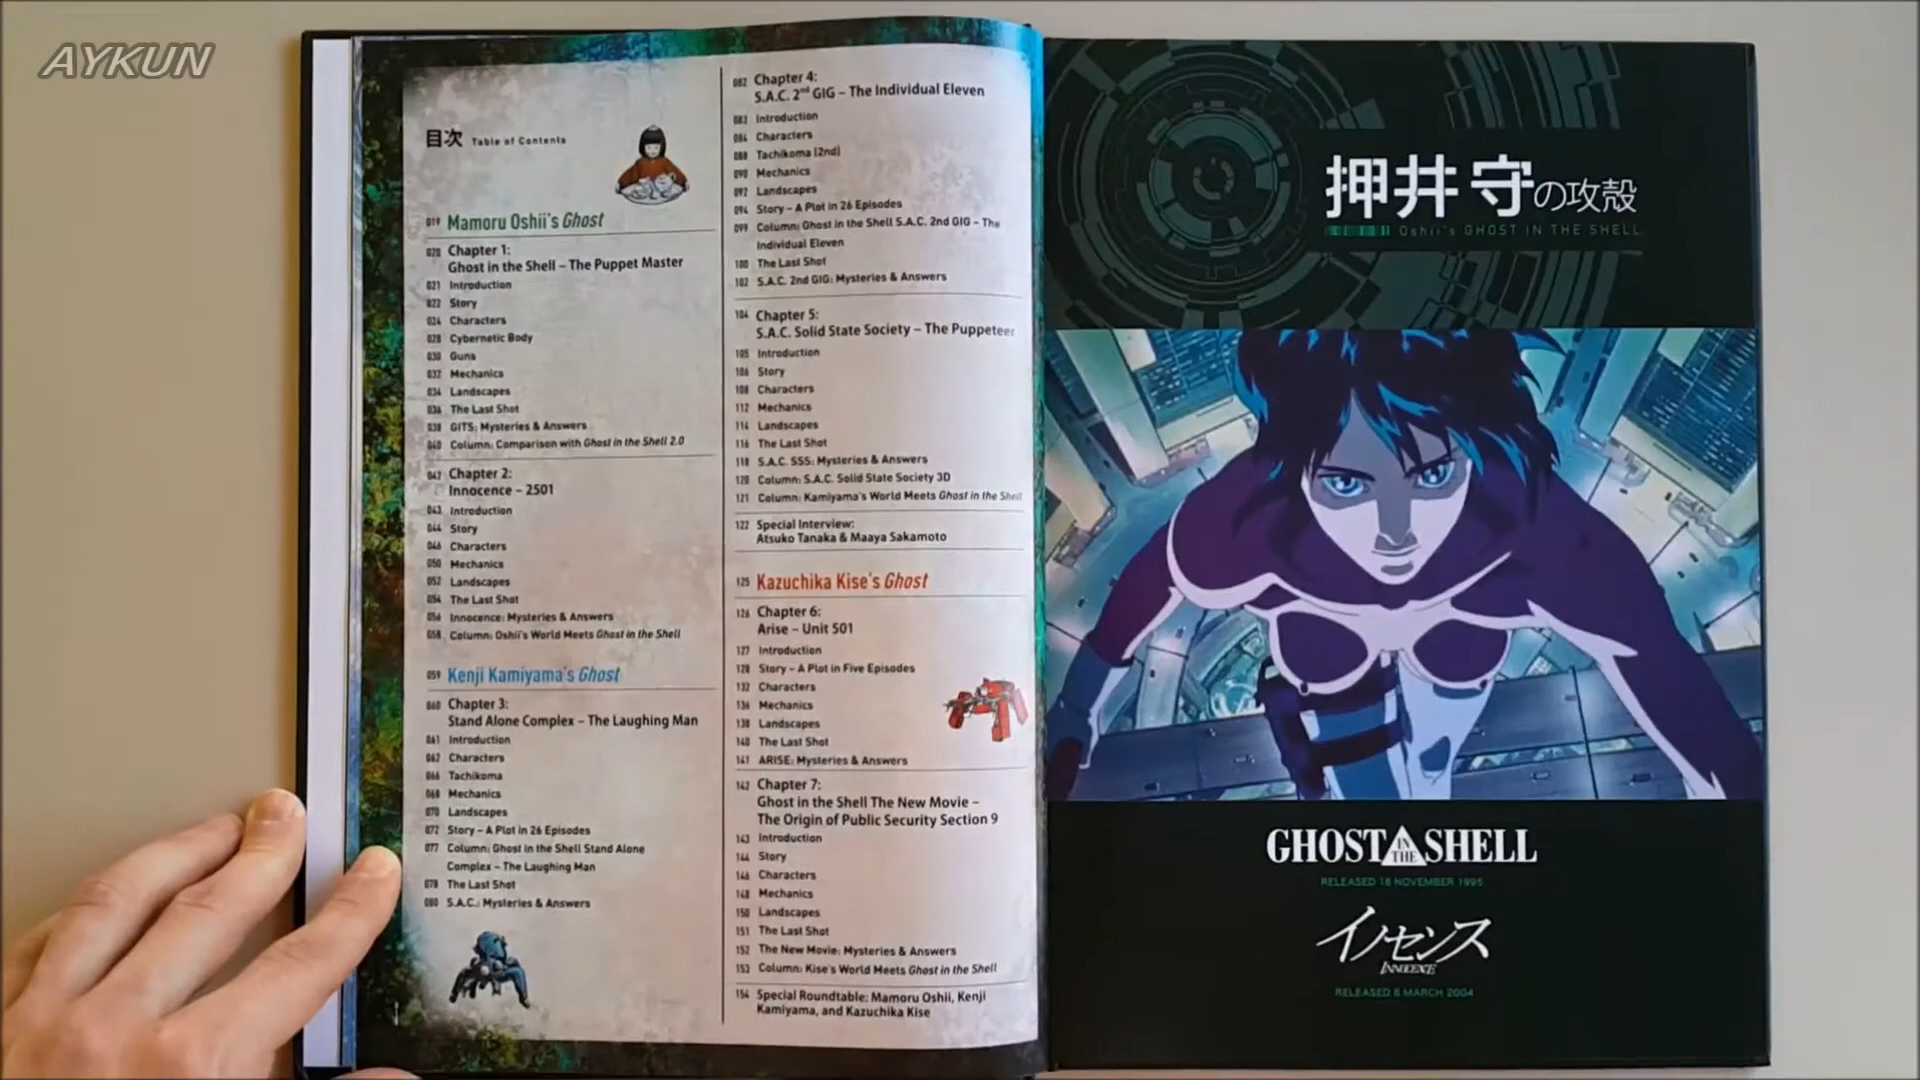 AYKUN
目次 Table of Contents
019 Mamoru Oshii's Ghost
020 Chapter 1:
Ghost in the Shell – The Puppet Master
021 Introduction
022 Story
024 Characters
028 Cybernetic Body
030 Guns
032 Mechanics
034 Landscapes
036 The Last Shot
038 GITS: Mysteries & Answers
040 Column: Comparison with Ghost in the Shell 2.0
042 Chapter 2:
Innocence – 2501
043 Introduction
044 Story
046 Characters
050 Mechanics
052 Landscapes
054 The Last Shot
056 Innocence: Mysteries & Answers
058 Column: Oshii's World Meets Ghost in the Shell
059 Kenji Kamiyama's Ghost
060 Chapter 3:
Stand Alone Complex – The Laughing Man
061 Introduction
062 Characters
066 Tachikoma
068 Mechanics
070 Landscapes
072 Story – A Plot in 26 Episodes
077 Column: Ghost in the Shell Stand Alone
Complex – The Laughing Man
078 The Last Shot
080 S.A.C.: Mysteries & Answers
082 Chapter 4:
S.A.C. 2nd GIG – The Individual Eleven
083 Introduction
084 Characters
088 Tachikoma (2nd)
090 Mechanics
092 Landscapes
094 Story – A Plot in 26 Episodes
099 Column: Ghost in the Shell S.A.C. 2nd GIG – The
Individual Eleven
100 The Last Shot
102 S.A.C. 2nd GIG: Mysteries & Answers
104 Chapter 5:
S.A.C. Solid State Society – The Puppeteer
105 Introduction
106 Story
108 Characters
112 Mechanics
114 Landscapes
116 The Last Shot
118 S.A.C. SSS: Mysteries & Answers
120 Column: S.A.C. Solid State Society 3D
121 Column: Kamiyama's World Meets Ghost in the Shell
122 Special Interview:
Atsuko Tanaka & Maaya Sakamoto
125 Kazuchika Kise's Ghost
126 Chapter 6:
Arise – Unit 501
127 Introduction
128 Story – A Plot in Five Episodes
132 Characters
136 Mechanics
138 Landscapes
140 The Last Shot
141 ARISE: Mysteries & Answers
142 Chapter 7:
Ghost in the Shell The New Movie –
The Origin of Public Security Section 9
143 Introduction
144 Story
146 Characters
148 Mechanics
150 Landscapes
151 The Last Shot
152 The New Movie: Mysteries & Answers
153 Column: Kise's World Meets Ghost in the Shell
154 Special Roundtable: Mamoru Oshii, Kenji
Kamiyama, and Kazuchika Kise
押井 守の攻殻
Oshii's GHOST IN THE SHELL
GHOST IN THE SHELL
RELEASED 18 NOVEMBER 1995
イノセンス
INNOCENCE
RELEASED 6 MARCH 2004